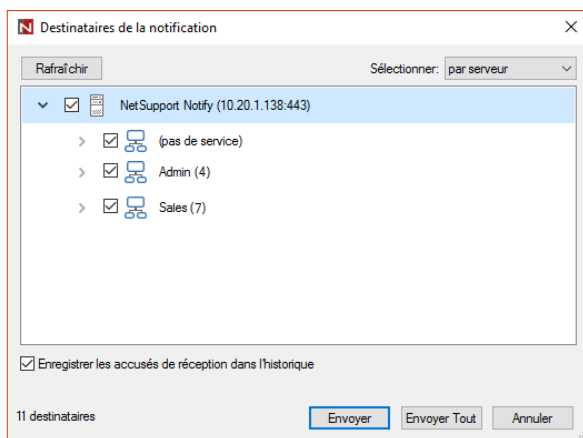 Destinataires de la notification
Rafraîchir
Sélectionner: par serveur
NetSupport Notify (10.20.1.138:443)
(pas de service)
Admin (4)
Sales (7)
Enregistrer les accusés de réception dans l'historique
11 destinataires
Envoyer
Envoyer Tout
Annuler